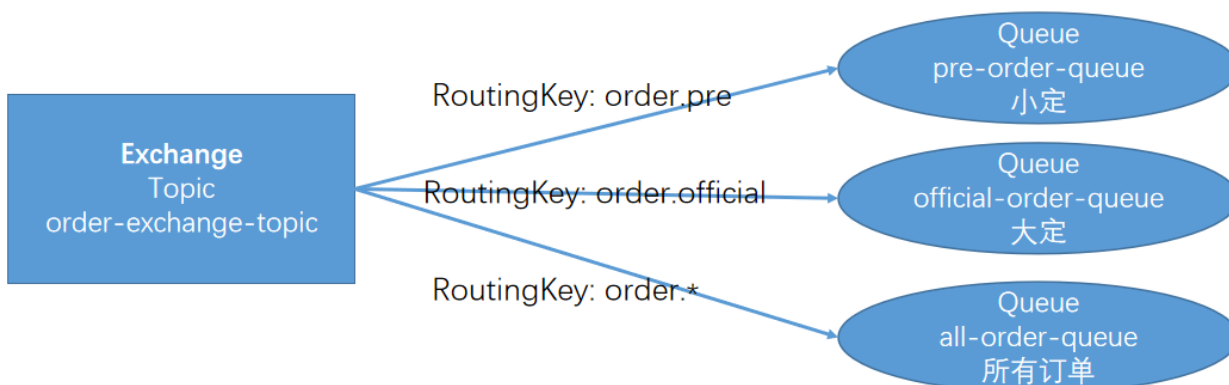 Exchange
Topic
order-exchange-topic
RoutingKey: order.pre
RoutingKey: order.official
RoutingKey: order.*
Queue
pre-order-queue
小定
Queue
official-order-queue
大定
Queue
all-order-queue
所有订单